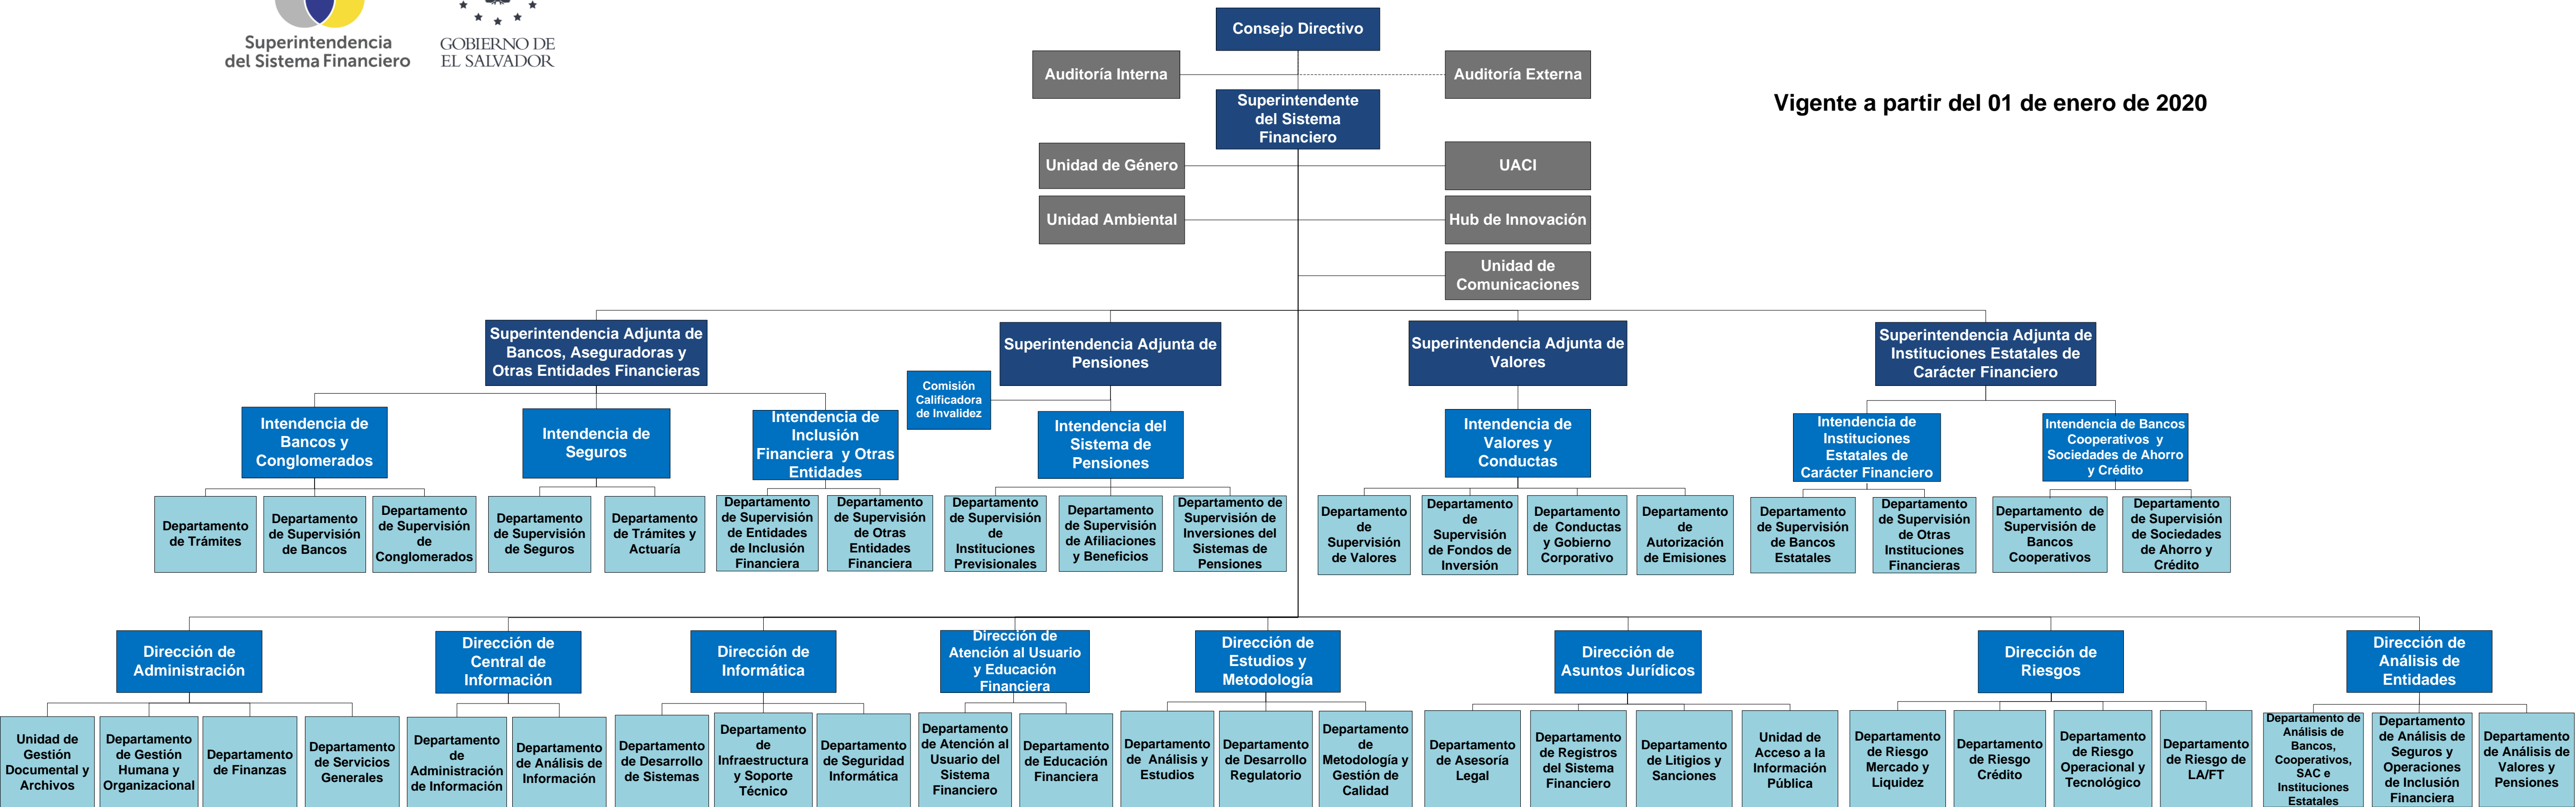 Superintendencia
del Sistema Financiero
GOBIERNO DE
EL SALVADOR
Consejo Directivo
Auditoría Interna
Auditoría Externa
Superintendente
del Sistema
Financiero
Vigente a partir del 01 de enero de 2020
Unidad de Género
UACI
Unidad Ambiental
Hub de Innovación
Unidad de
Comunicaciones
Superintendencia Adjunta de
Bancos, Aseguradoras y
Otras Entidades Financieras
Superintendencia Adjunta de
Pensiones
Superintendencia Adjunta de
Valores
Superintendencia Adjunta de
Instituciones Estatales de
Carácter Financiero
Comisión
Calificadora
de Invalidez
Intendencia de
Bancos y
Conglomerados
Intendencia de
Seguros
Intendencia de
Inclusión
Financiera y Otras
Entidades
Intendencia del
Sistema de
Pensiones
Intendencia de
Valores y
Conductas
Intendencia de
Instituciones
Estatales de
Carácter Financiero
Intendencia de Bancos
Cooperativos y
Sociedades de Ahorro
y Crédito
Departamento
de Trámites
Departamento
de Supervisión
de Bancos
Departamento
de Supervisión
de
Conglomerados
Departamento
de Supervisión
de Seguros
Departamento
de Trámites y
Actuaría
Departamento
de Supervisión
de Entidades
de Inclusión
Financiera
Departamento
de Supervisión
de Otras
Entidades
Financiera
Departamento
de Supervisión
de
Instituciones
Previsionales
Departamento
de Supervisión
de Afiliaciones
y Beneficios
Departamento de
Supervisión de
Inversiones del
Sistemas de
Pensiones
Departamento
de
Supervisión
de Valores
Departamento
de
Supervisión
de Fondos de
Inversión
Departamento
de Conductas
y Gobierno
Corporativo
Departamento
de
Autorización
de Emisiones
Departamento
de Supervisión
de Bancos
Estatales
Departamento
de Supervisión
de Otras
Instituciones
Financieras
Departamento de
Supervisión de
Bancos
Cooperativos
Departamento
de Supervisión
de Sociedades
de Ahorro y
Crédito
Dirección de
Administración
Dirección de
Central de
Información
Dirección de
Informática
Dirección de
Atención al Usuario
y Educación
Financiera
Dirección de
Estudios y
Metodología
Dirección de
Asuntos Jurídicos
Dirección de
Riesgos
Dirección de
Análisis de
Entidades
Unidad de
Gestión
Documental y
Archivos
Departamento
de Gestión
Humana y
Organizacional
Departamento
de Finanzas
Departamento
de Servicios
Generales
Departamento
de
Administración
de Información
Departamento
de Análisis de
Información
Departamento
de Desarrollo
de Sistemas
Departamento
de
Infraestructura
y Soporte
Técnico
Departamento
de Seguridad
Informática
Departamento
de Atención al
Usuario del
Sistema
Financiero
Departamento
de Educación
Financiera
Departamento
de Análisis y
Estudios
Departamento
de Desarrollo
Regulatorio
Departamento
de
Metodología y
Gestión de
Calidad
Departamento
de Asesoría
Legal
Departamento
de Registros
del Sistema
Financiero
Departamento
de Litigios y
Sanciones
Unidad de
Acceso a la
Información
Pública
Departamento
de Riesgo
Mercado y
Liquidez
Departamento
de Riesgo
Crédito
Departamento
de Riesgo
Operacional y
Tecnológico
Departamento
de Riesgo de
LA/FT
Departamento de
Análisis de
Bancos,
Cooperativos,
SAC e
Instituciones
Estatales
Departamento
de Análisis de
Seguros y
Operaciones
de Inclusión
Financiera
Departamento
de Análisis de
Valores y
Pensiones